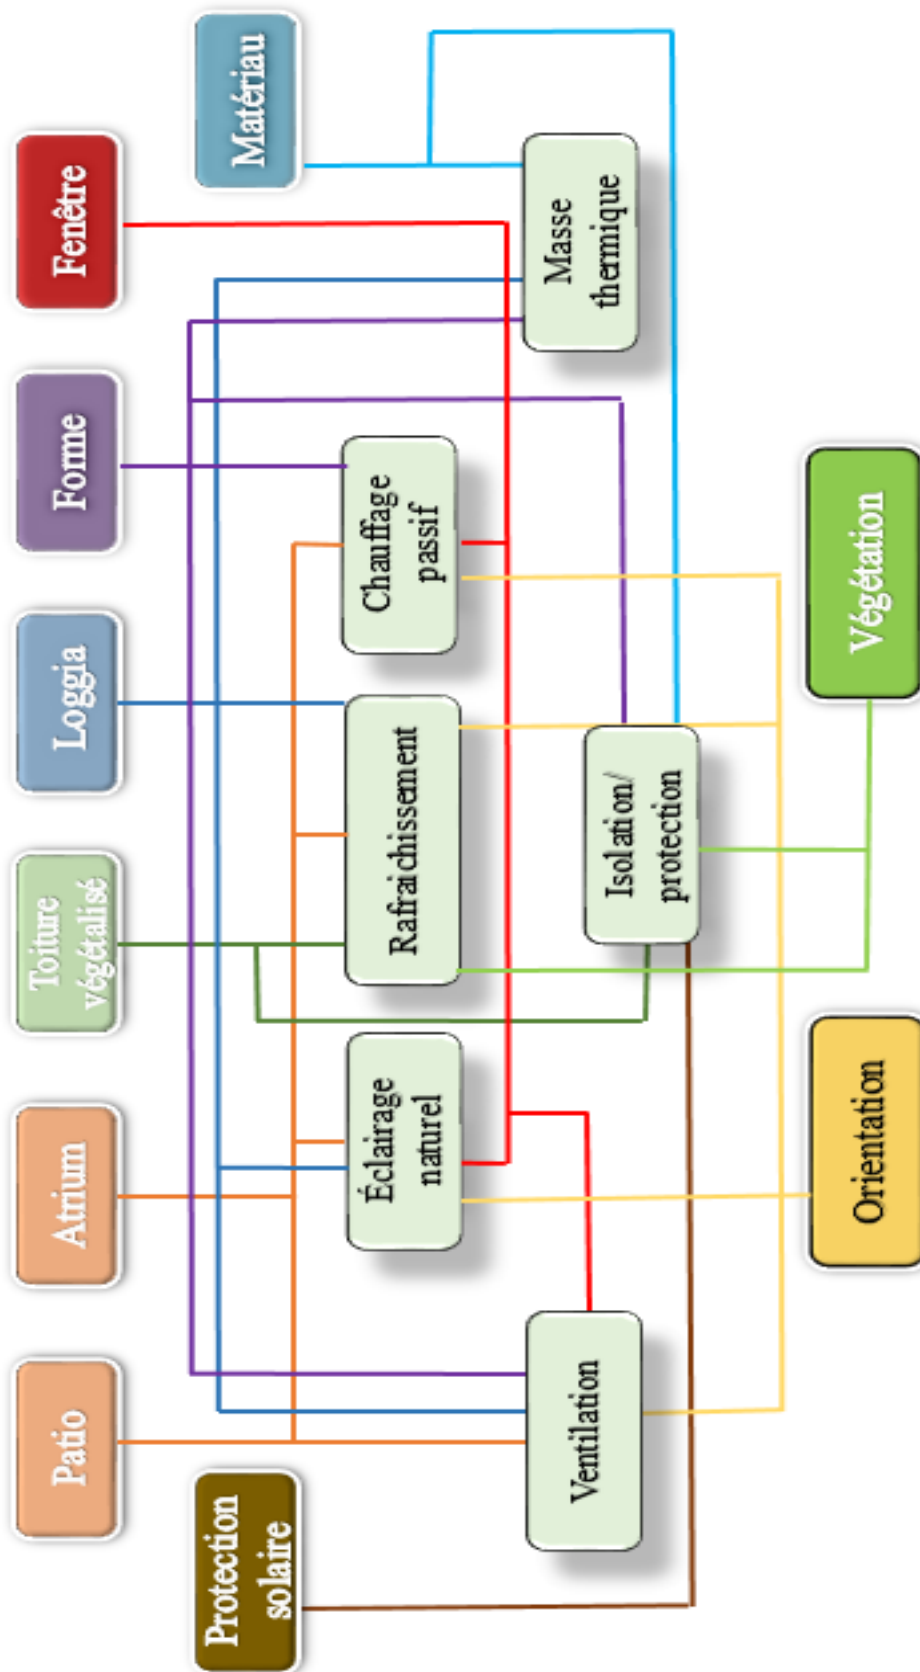 Patio
Atrium
Toiture
végétalisé
Loggia
Forme
Fenêtre
Protection
solaire
Matériau
Éclairage
naturel
Rafraichissement
Chauffage
passif
Ventilation
Masse
thermique
Isolation/
protection
Orientation
Végétation